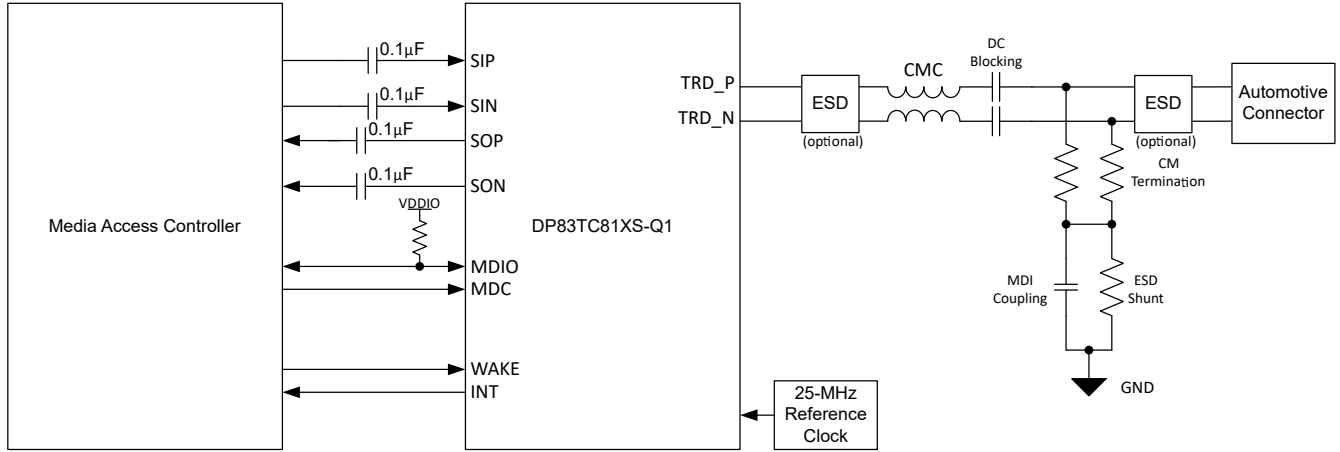 Media Access Controller
0.1µF
0.1µF
0.1µF
0.1µF
VDDIO
SIP
SIN
SOP
SON
MDIO
MDC
WAKE
INT
DP83TC81XS-Q1
TRD_P
TRD_N
25-MHz
Reference
Clock
ESD
(optional)
CMC
DC
Blocking
ESD
(optional)
CM
Termination
MDI
Coupling
ESD
Shunt
GND
Automotive
Connector